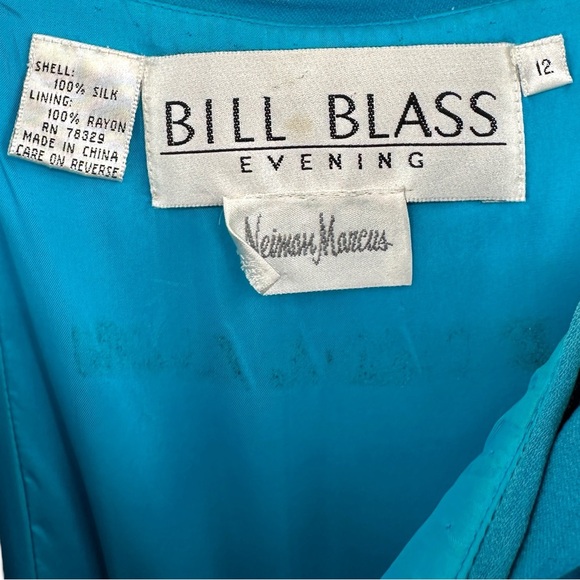 SHELL:
100% SILK
LINING:
100% RAYON
RN 78329
MADE IN CHINA
CARE ON REVERSE
BILL BLASS
EVENING
12
Neiman Marcus